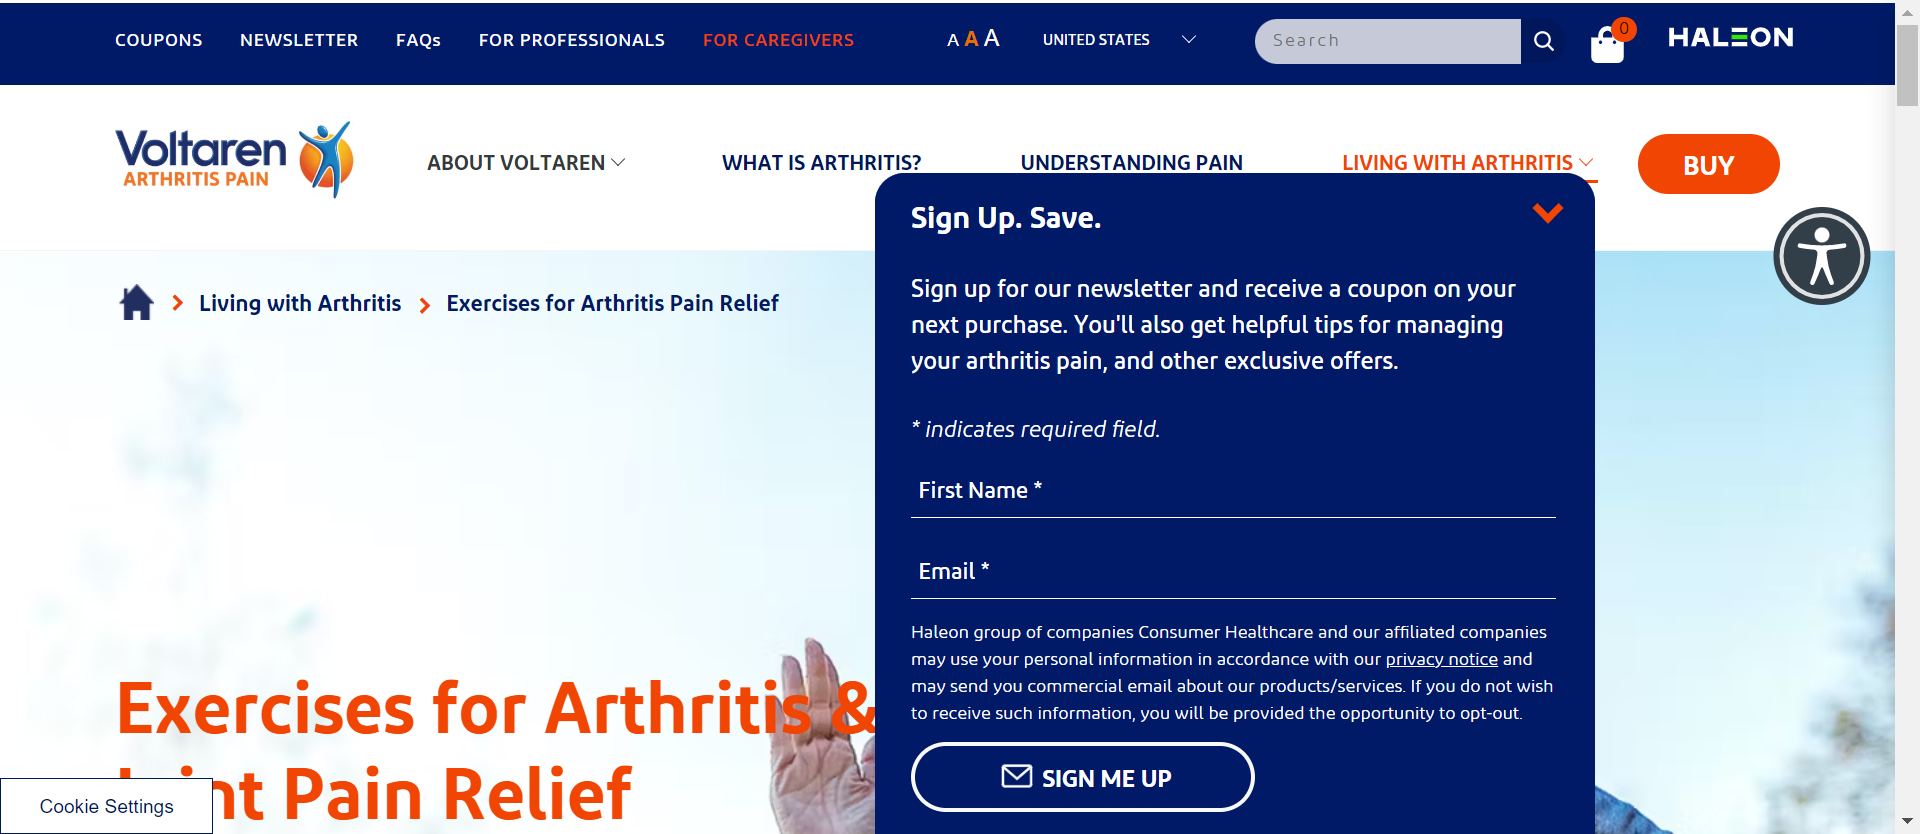 COUPONS NEWSLETTER FAQs FOR PROFESSIONALS FOR CAREGIVERS A A A UNITED STATES Search 0 HALEON
Voltaren
ARTHRITIS PAIN
ABOUT VOLTAREN WHAT IS ARTHRITIS? UNDERSTANDING PAIN LIVING WITH ARTHRITIS BUY
Living with Arthritis Exercises for Arthritis Pain Relief
Exercises for Arthritis &
nt Pain Relief
Cookie Settings
Sign Up. Save.
Sign up for our newsletter and receive a coupon on your
next purchase. You'll also get helpful tips for managing
your arthritis pain, and other exclusive offers.
* indicates required field.
First Name *
Email *
Haleon group of companies Consumer Healthcare and our affiliated companies
may use your personal information in accordance with our privacy notice and
may send you commercial email about our products/services. If you do not wish
to receive such information, you will be provided the opportunity to opt-out.
SIGN ME UP